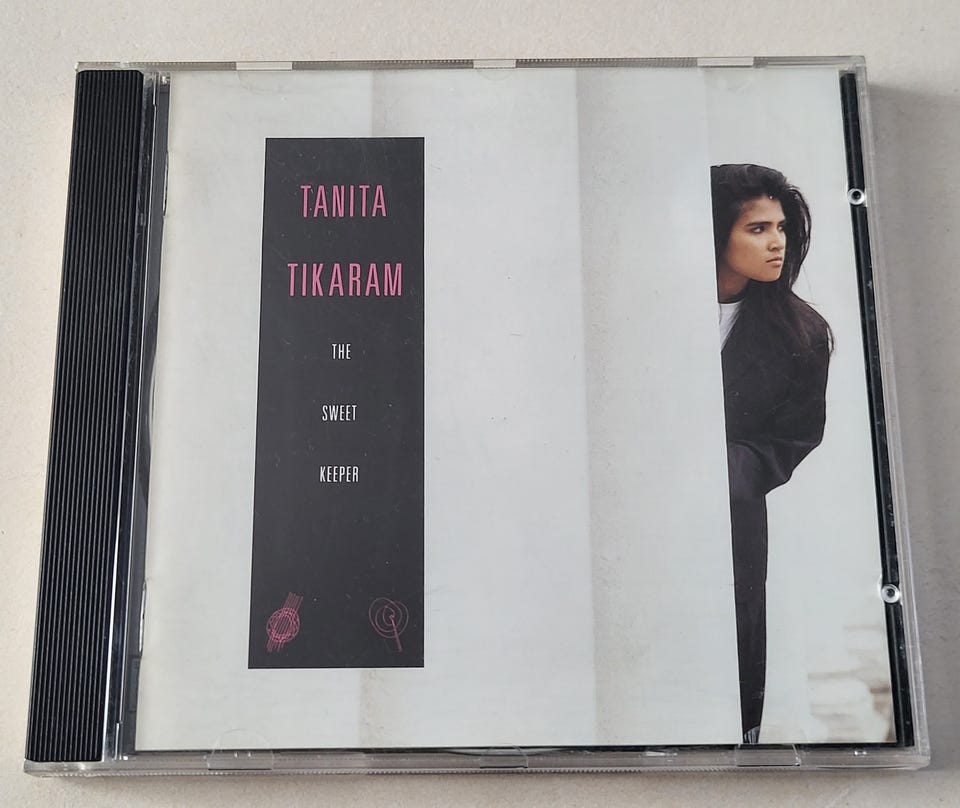 TANITA
TIKARAM
THE
SWEET
KEEPER